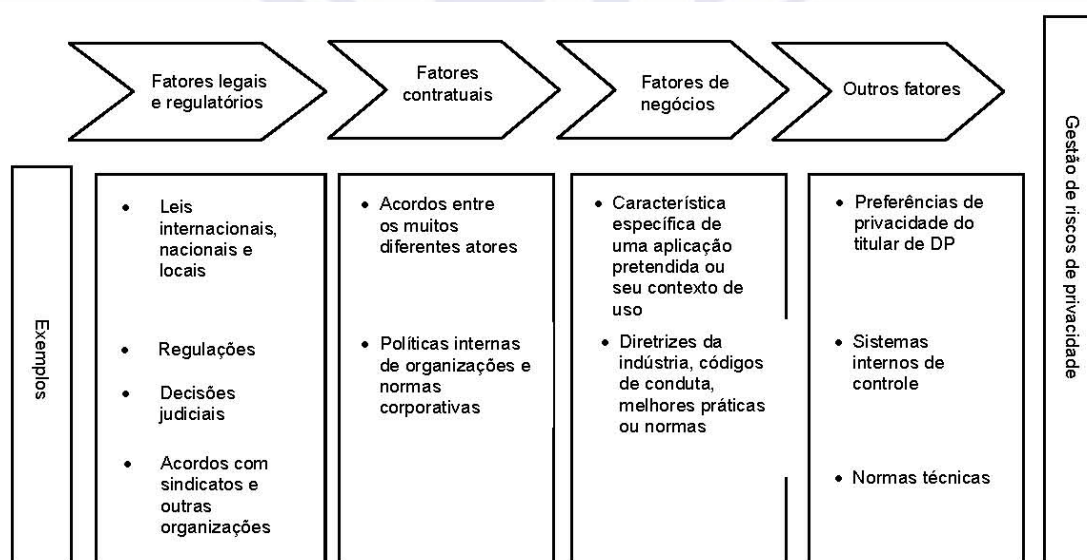 Fatores legais
e regulatórios
Fatores
contratuais
Fatores de
negócios
Outros fatores
Gestão de riscos de privacidade
Exemplos
• Leis
internacionais,
nacionais e
locais
• Regulações
• Decisões
judiciais
• Acordos com
sindicatos e
outras
organizações
• Acordos entre
os muitos
diferentes atores
• Políticas internas
de organizações e
normas
corporativas
• Característica
específica de
uma aplicação
pretendida ou
seu contexto de
uso
• Diretrizes da
indústria, códigos
de conduta,
melhores práticas
ou normas
• Preferências de
privacidade do
titular de DP
• Sistemas
internos de
controle
• Normas técnicas